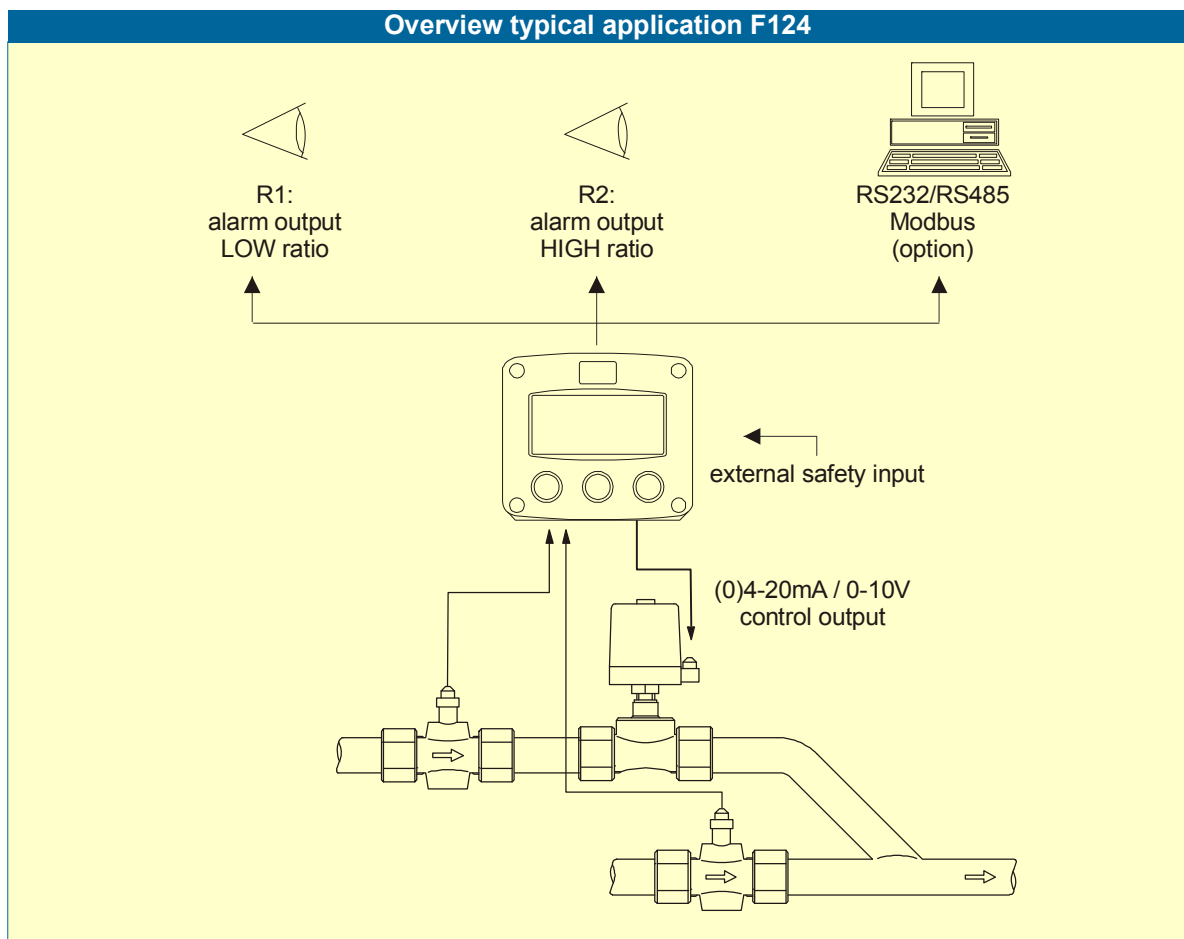 Overview typical application F124
R1:
alarm output
LOW ratio
R2:
alarm output
HIGH ratio
RS232/RS485
Modbus
(option)
external safety input
(0)4-20mA / 0-10V
control output